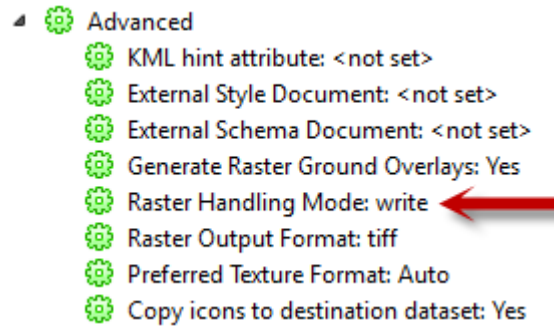 Advanced
KML hint attribute: <not set>
External Style Document: <not set>
External Schema Document: <not set>
Generate Raster Ground Overlays: Yes
Raster Handling Mode: write
Raster Output Format: tiff
Preferred Texture Format: Auto
Copy icons to destination dataset: Yes